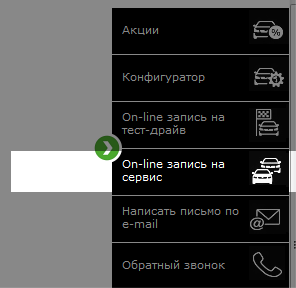 Акции
%
Конфигуратор
On-line запись на
тест-драйв
On-line запись на
сервис
Написать письмо по
e-mail
@
Обратный звонок